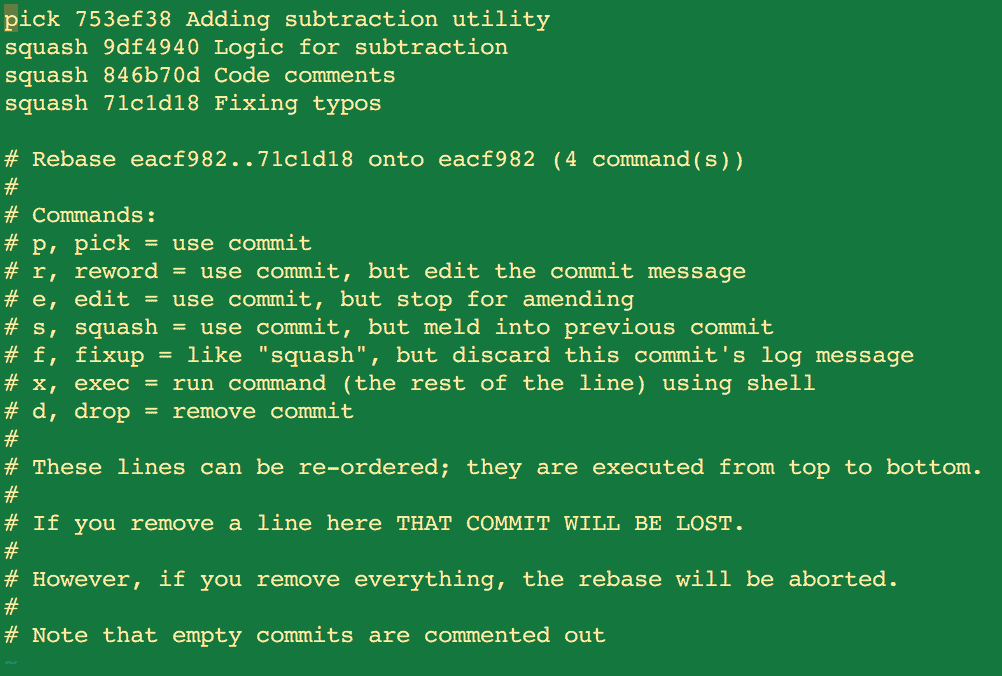 pick 753ef38 Adding subtraction utility
squash 9df4940 Logic for subtraction
squash 846b70d Code comments
squash 71c1d18 Fixing typos
# Rebase eacf982..71c1d18 onto eacf982 (4 command(s))
#
# Commands:
# p, pick = use commit
# r, reword = use commit, but edit the commit message
# e, edit = use commit, but stop for amending
# s, squash = use commit, but meld into previous commit
# f, fixup = like "squash", but discard this commit's log message
# x, exec = run command (the rest of the line) using shell
# d, drop = remove commit
#
# These lines can be re-ordered; they are executed from top to bottom.
#
# If you remove a line here THAT COMMIT WILL BE LOST.
#
# However, if you remove everything, the rebase will be aborted.
#
# Note that empty commits are commented out
~